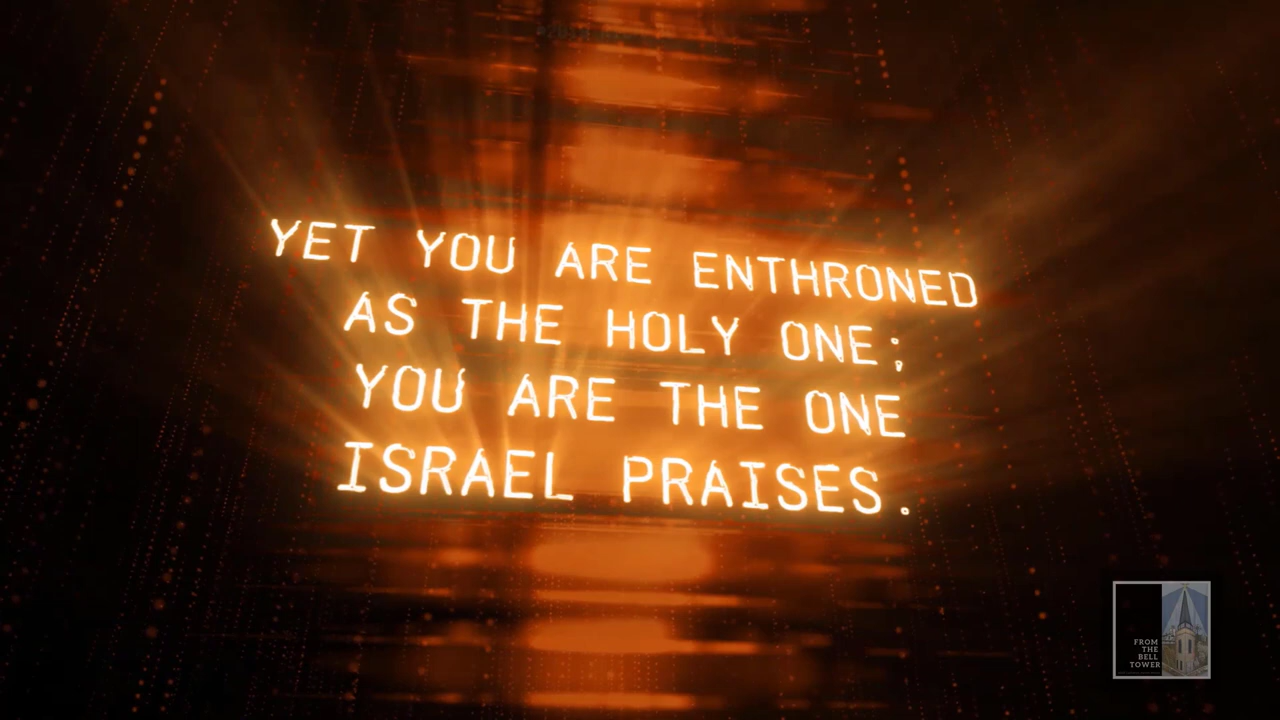 YET YOU ARE ENTHRONED
AS THE HOLY ONE;
YOU ARE THE ONE
ISRAEL PRAISES.
FROM
THE
BELL
TOWER